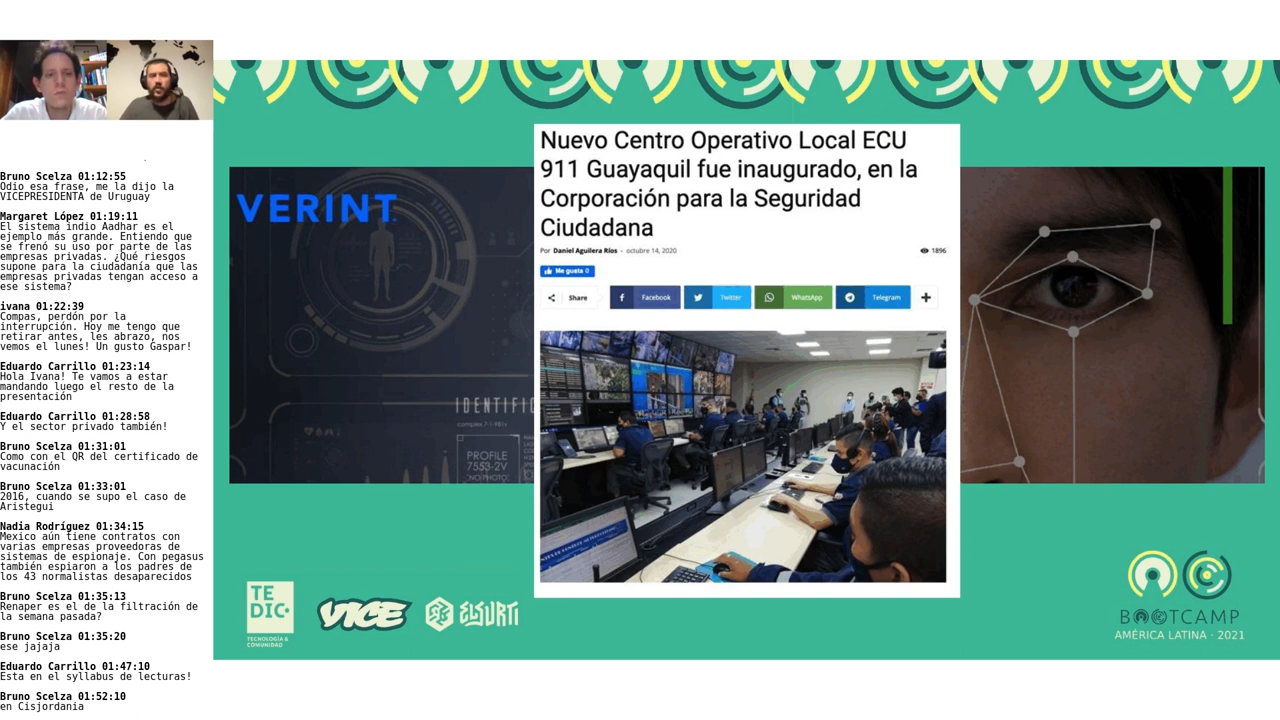 Bruno Scelza 01:12:55
Odio esa frase, me la dijo la
VICEPRESIDENTA de Uruguay
Margaret López 01:19:11
El sistema indio Aadhar es el
ejemplo más grande. Entiendo que
se frenó su uso por parte de las
empresas privadas. ¿Qué riesgos
supone para la ciudadanía que las
empresas privadas tengan acceso a
ese sistema?
ivana 01:22:39
Compas, perdón por la
interrupción. Hoy me tengo que
retirar antes, les abrazo, nos
vemos el lunes! Un gusto Gaspar!
Eduardo Carrillo 01:23:14
Hola Ivana! Te vamos a estar
mandando luego el resto de la
presentación
Eduardo Carrillo 01:28:58
Y el sector privado también!
Bruno Scelza 01:31:01
Como con el QR del certificado de
vacunación
Bruno Scelza 01:33:01
2016, cuando se supo el caso de
Aristegui
Nadia Rodríguez 01:34:15
Mexico aún tiene contratos con
varias empresas proveedoras de
sistemas de espionaje. Con pegasus
también espiaron a los padres de
los 43 normalistas desaparecidos
Bruno Scelza 01:35:13
Renaper es el de la filtración de
la semana pasada?
Bruno Scelza 01:35:20
ese jajaja
Eduardo Carrillo 01:47:10
Esta en el syllabus de lecturas!
Bruno Scelza 01:52:10
en Cisjordania
VERINT
IDENTIFIC
complex 7-1-RE
PROFILE
7553-2V
NO PHOTO
Nuevo Centro Operativo Local ECU
911 Guayaquil fue inaugurado, en la
Corporación para la Seguridad
Ciudadana
Por Daniel Aguilera Ríos - octubre 14, 2020
1896
Me gusta 0
Share
Facebook
Twitter
WhatsApp
Telegram
TE
DIC
TECNOLOGÍA &
COMUNIDAD
VICE
ELSURTI
BOOTCAMP
AMÉRICA LATINA · 2021